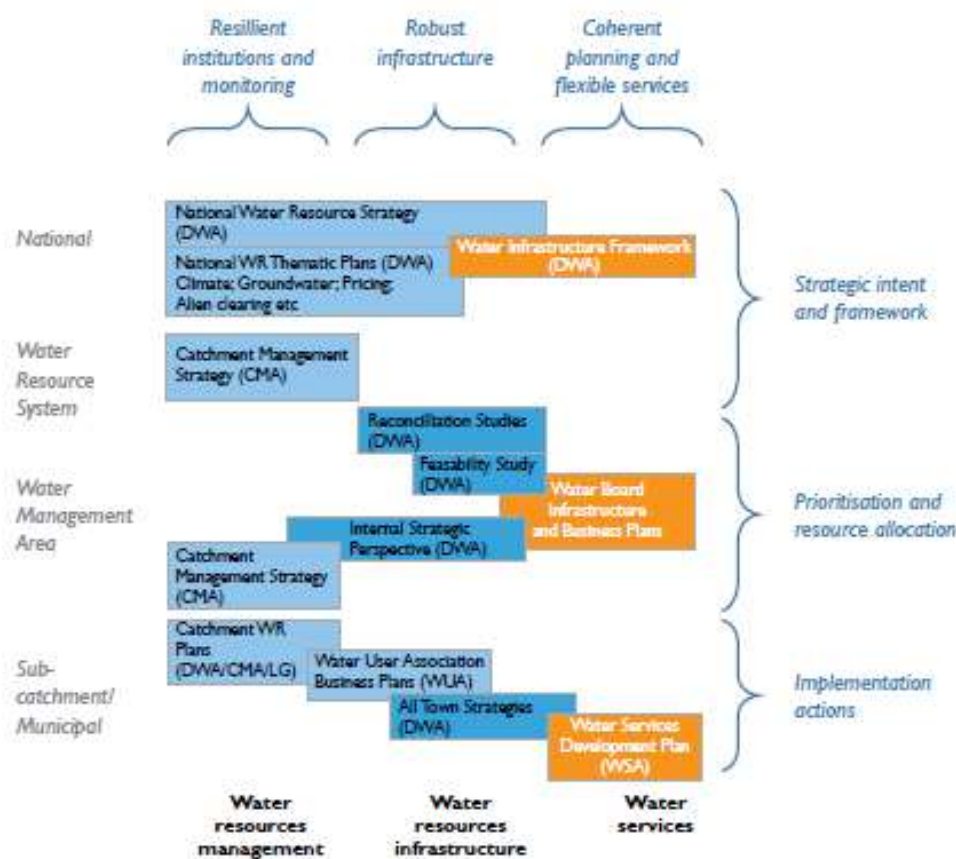 Resillient
institutions and
monitoring
Robust
infrastructure
Coherent
planning and
flexible services
National
National Water Resource Strategy
(DWA)
Water Infrastructure Framework
(DWA)
National WR Thematic Plans (DWA)
Climate; Groundwater; Pricing;
Alien clearing etc
Strategic intent
and framework
Water
Resource
System
Catchment Management
Strategy (CMA)
Reconciliation Studies
(DWA)
Feasability Study
(DWA)
Water
Management
Area
Water Board
Infrastructure
and Business Plans
Prioritisation and
resource allocation
Internal Strategic
Perspective (DWA)
Catchment
Management Strategy
(CMA)
Sub-
catchment/
Municipal
Catchment WR
Plans
(DWA/CMA/LG)
Water User Association
Business Plans (WUA)
All Town Strategies
(DWA)
Water Services
Development Plan
(WSA)
Implementation
actions
Water
resources
management
Water
resources
infrastructure
Water
services